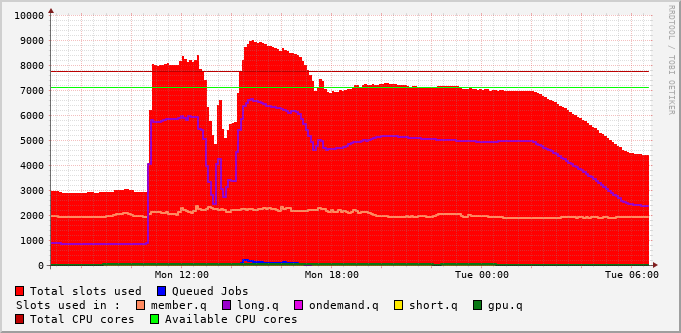 10000
9000
8000
7000
6000
5000
4000
3000
2000
1000
0
Mon 12:00 Mon 18:00 Tue 00:00 Tue 06:00
RRDTOOL / TOBI OETIKER
Total slots used Queued Jobs
Slots used in : member.q long.q ondemand.q short.q gpu.q
Total CPU cores Available CPU cores